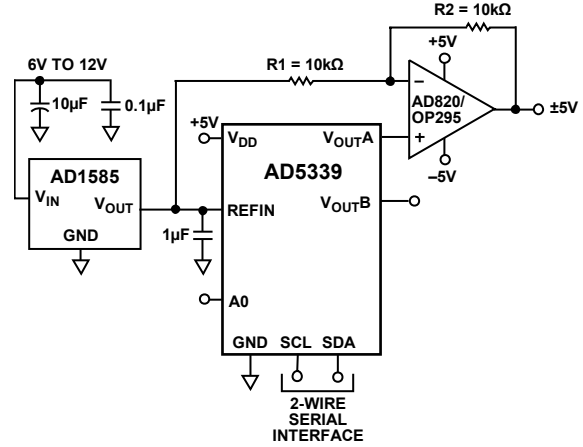 R2 = 10kΩ
6V TO 12V
R1 = 10kΩ
+5V
10µF
0.1µF
AD820/
OP295
±5V
+5V
VDD
VOUTA
–5V
AD1585
AD5339
VIN
VOUT
REFIN
VOUTB
GND
1µF
A0
GND SCL SDA
2-WIRE
SERIAL
INTERFACE